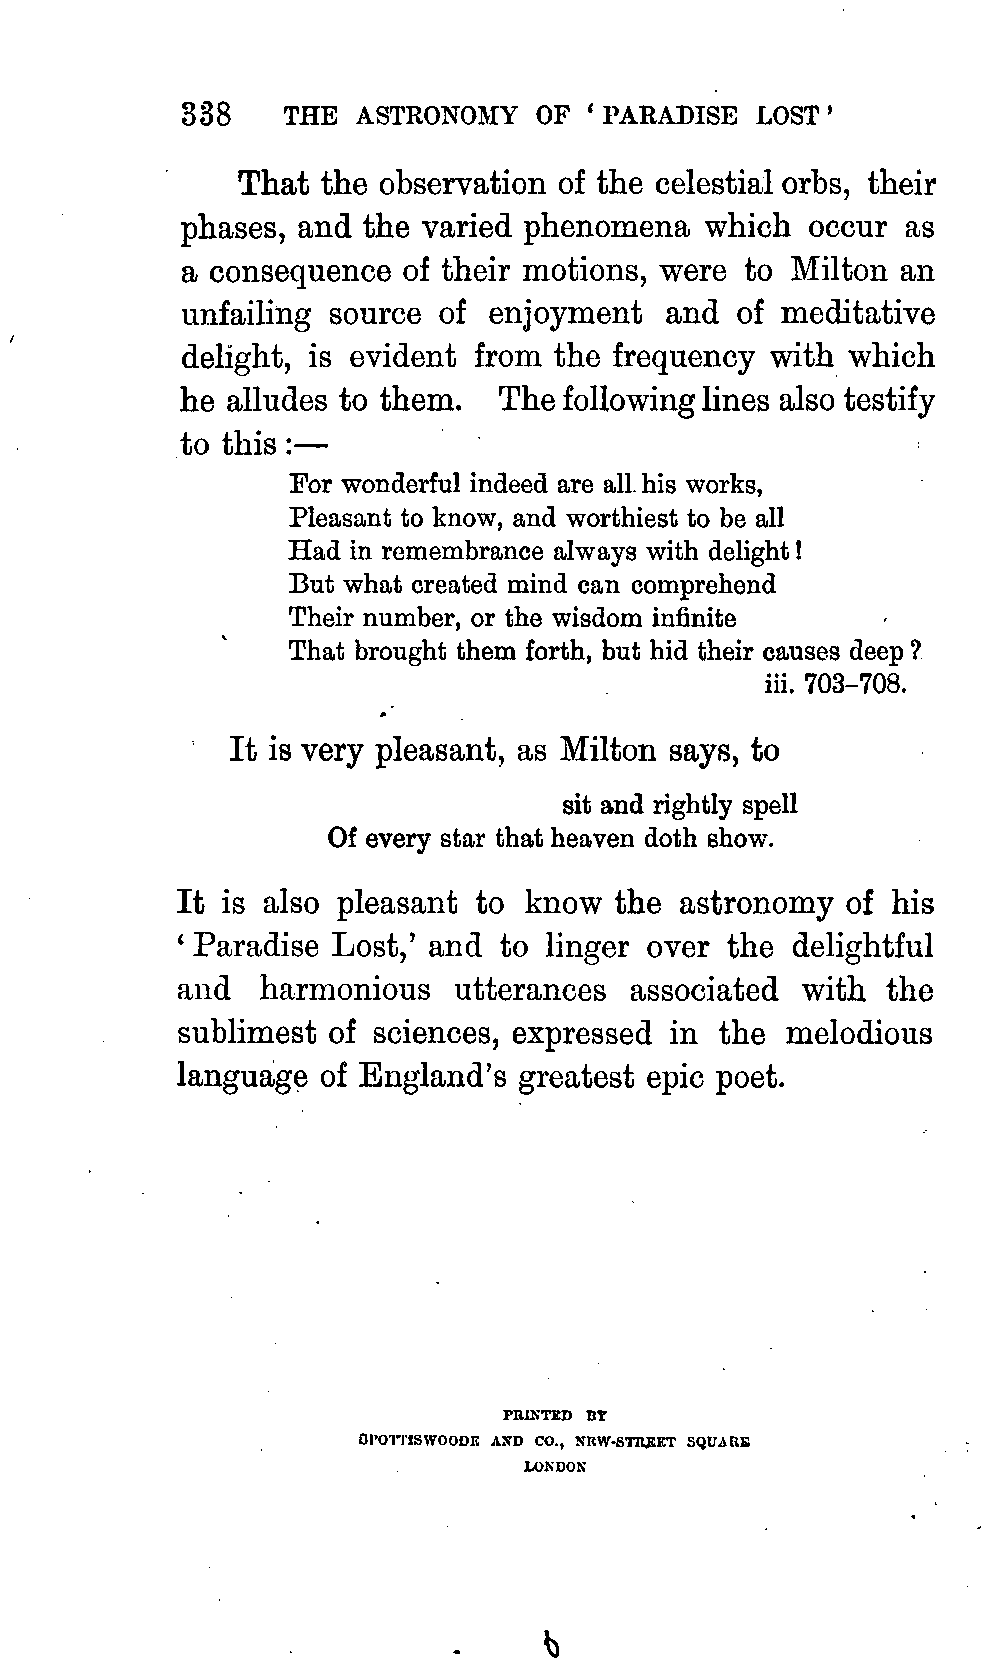 338 THE ASTRONOMY OF ‘PARADISE LOST’
That the observation of the celestial orbs, their
phases, and the varied phenomena which occur as
a consequence of their motions, were to Milton an
unfailing source of enjoyment and of meditative
delight, is evident from the frequency with which
he alludes to them. The following lines also testify
to this :—
For wonderful indeed are all his works,
Pleasant to know, and worthiest to be all
Had in remembrance always with delight!
But what created mind can comprehend
Their number, or the wisdom infinite
That brought them forth, but hid their causes deep?
iii. 703–708.
It is very pleasant, as Milton says, to
sit and rightly spell
Of every star that heaven doth show.
It is also pleasant to know the astronomy of his
‘Paradise Lost,’ and to linger over the delightful
and harmonious utterances associated with the
sublimest of sciences, expressed in the melodious
language of England's greatest epic poet.
PRINTED BY
SPOTTISWOODE AND CO., NEW-STREET SQUARE
LONDON